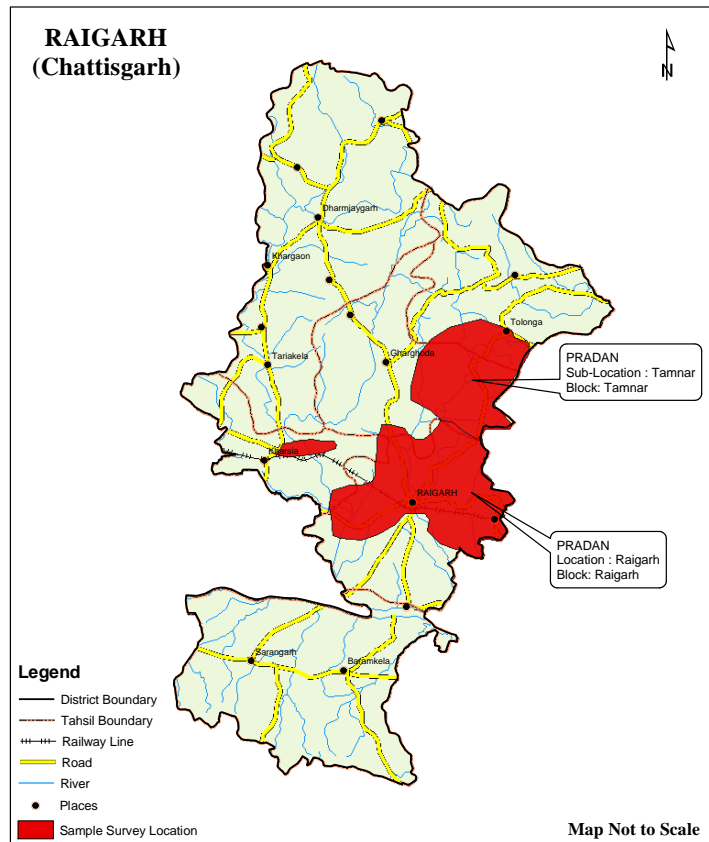 RAIGARH
(Chattisgarh)
N
Dharmjaygarh
Khargaon
Tolonga
Tariakela
Gharghoda
PRADAN
Sub-Location : Tamnar
Block: Tamnar
Kharsia
RAIGARH
PRADAN
Location : Raigarh
Block: Raigarh
Sarangarh
Baramkela
Legend
District Boundary
Tahsil Boundary
Railway Line
Road
River
Places
Sample Survey Location
Map Not to Scale